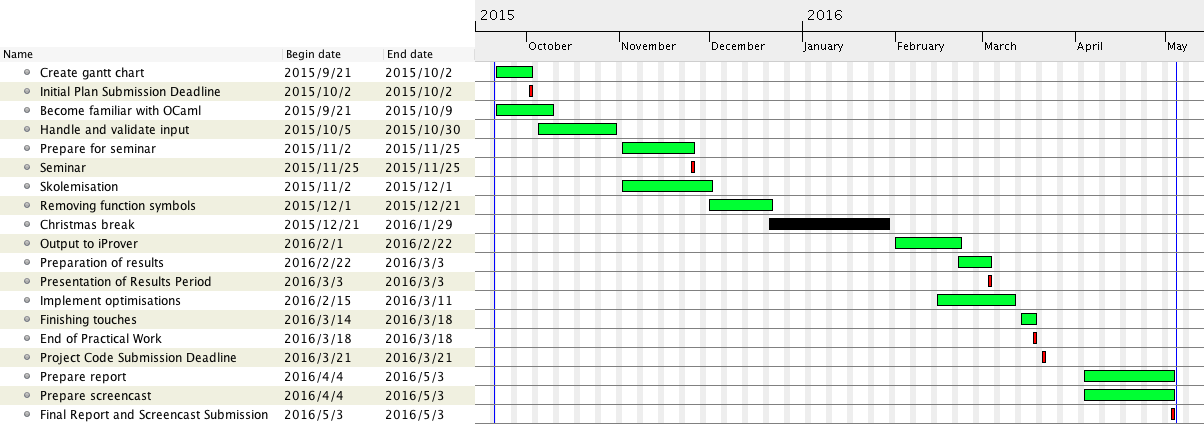 2015 2016
October November December January February March April May
Name Begin date End date
Create gantt chart 2015/9/21 2015/10/2
Initial Plan Submission Deadline 2015/10/2 2015/10/2
Become familiar with OCaml 2015/9/21 2015/10/9
Handle and validate input 2015/10/5 2015/10/30
Prepare for seminar 2015/11/2 2015/11/25
Seminar 2015/11/25 2015/11/25
Skolemisation 2015/11/2 2015/12/1
Removing function symbols 2015/12/1 2015/12/21
Christmas break 2015/12/21 2016/1/29
Output to iProver 2016/2/1 2016/2/22
Preparation of results 2016/2/22 2016/3/3
Presentation of Results Period 2016/3/3 2016/3/3
Implement optimisations 2016/2/15 2016/3/11
Finishing touches 2016/3/14 2016/3/18
End of Practical Work 2016/3/18 2016/3/18
Project Code Submission Deadline 2016/3/21 2016/3/21
Prepare report 2016/4/4 2016/5/3
Prepare screencast 2016/4/4 2016/5/3
Final Report and Screencast Submission 2016/5/3 2016/5/3